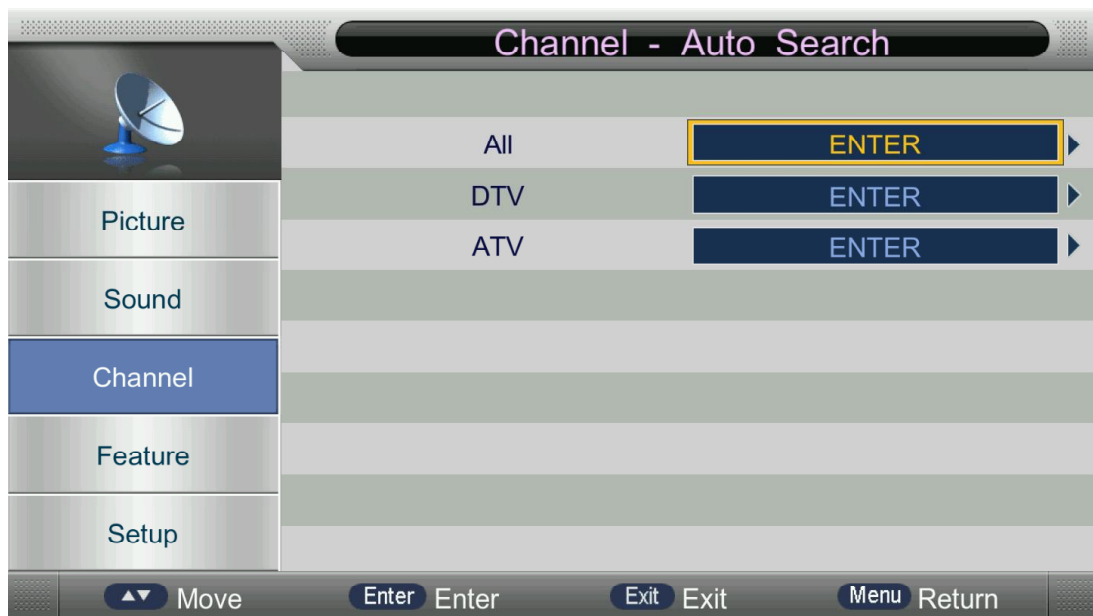 Channel - Auto Search
All ENTER
DTV ENTER
ATV ENTER
Picture
Sound
Channel
Feature
Setup
▲▼ Move Enter Enter Exit Exit Menu Return